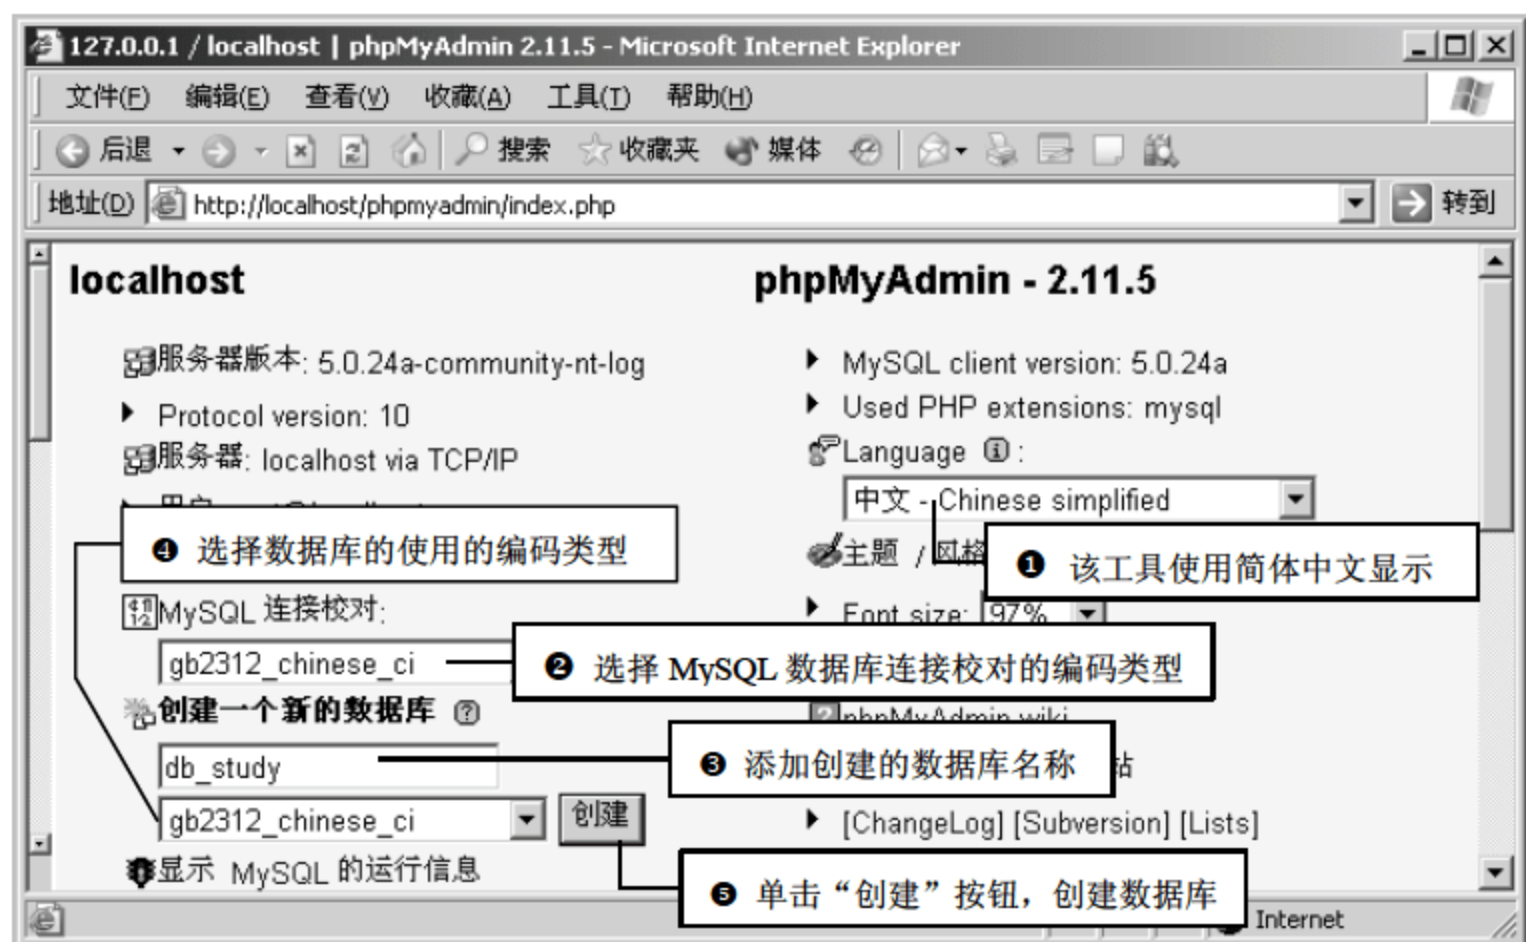 127.0.0.1 / localhost | phpMyAdmin 2.11.5 - Microsoft Internet Explorer
文件(F) 编辑(E) 查看(V) 收藏(A) 工具(T) 帮助(H)
后退 搜索 收藏夹 媒体
地址(D) http://localhost/phpmyadmin/index.php 转到
localhost
服务器版本: 5.0.24a-community-nt-log
Protocol version: 10
服务器: localhost via TCP/IP
❹ 选择数据库的使用的编码类型
MySQL 连接校对:
gb2312_chinese_ci
创建一个新的数据库
db_study
gb2312_chinese_ci 创建
显示 MySQL 的运行信息
phpMyAdmin - 2.11.5
MySQL client version: 5.0.24a
Used PHP extensions: mysql
Language :
中文 - Chinese simplified
主题 / 风格
❶ 该工具使用简体中文显示
Font size: 97%
❷ 选择 MySQL 数据库连接校对的编码类型
phpMyAdmin wiki
❸ 添加创建的数据库名称
站
[ChangeLog] [Subversion] [Lists]
❺ 单击“创建”按钮，创建数据库
Internet